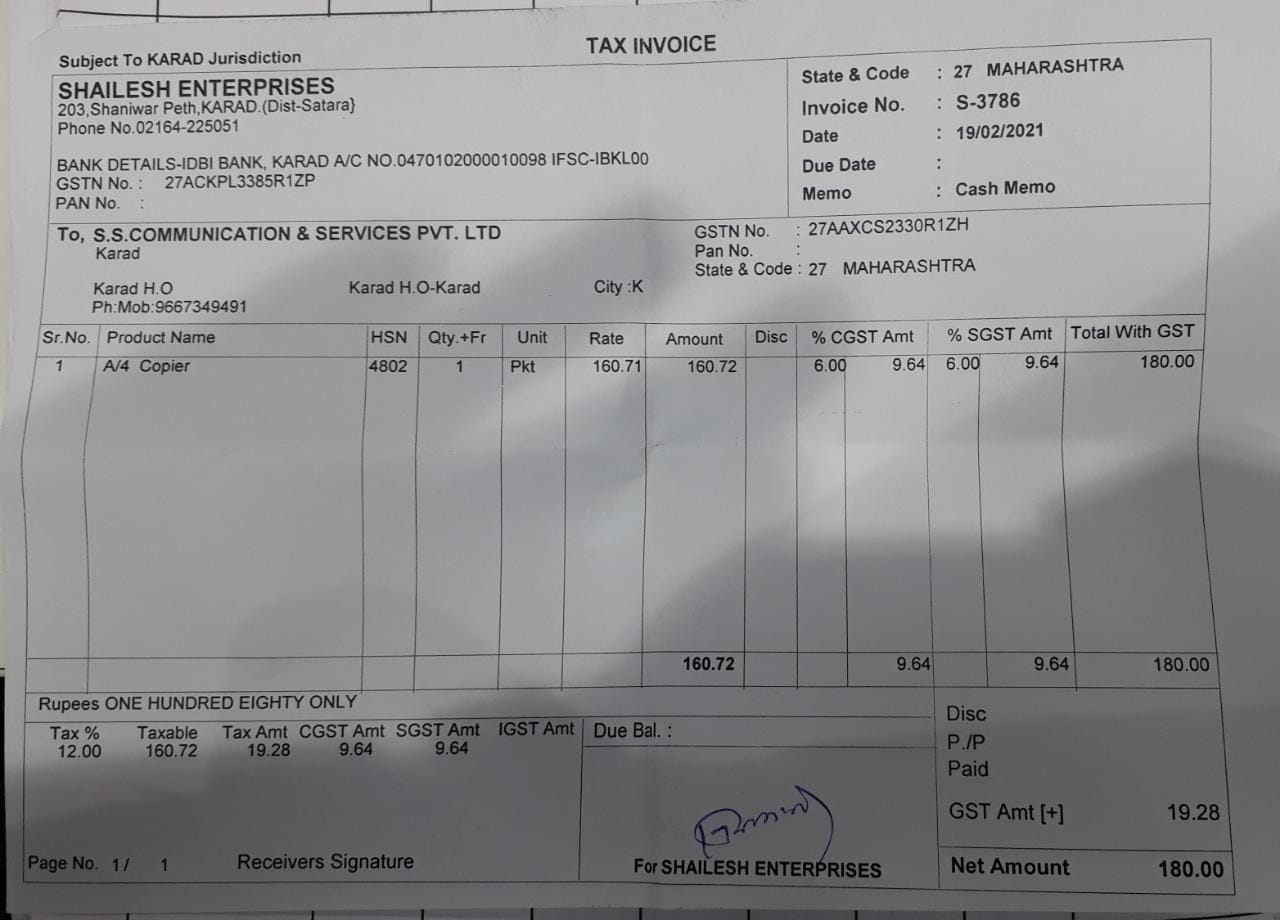 TAX INVOICE
Subject To KARAD Jurisdiction
SHAILESH ENTERPRISES
203,Shaniwar Peth,KARAD.(Dist-Satara}
Phone No.02164-225051
BANK DETAILS-IDBI BANK, KARAD A/C NO.0470102000010098 IFSC-IBKL00
GSTN No. : 27ACKPL3385R1ZP
PAN No. :
State & Code : 27 MAHARASHTRA
Invoice No. : S-3786
Date : 19/02/2021
Due Date :
Memo : Cash Memo
To, S.S.COMMUNICATION & SERVICES PVT. LTD
Karad
Karad H.O Karad H.O-Karad City :K
Ph:Mob:9667349491
GSTN No. : 27AAXCS2330R1ZH
Pan No. :
State & Code : 27 MAHARASHTRA
Sr.No. Product Name HSN Qty.+Fr Unit Rate Amount Disc % CGST Amt % SGST Amt Total With GST
1 A/4 Copier 4802 1 Pkt 160.71 160.72 6.00 9.64 6.00 9.64 180.00
160.72 9.64 9.64 180.00
Rupees ONE HUNDRED EIGHTY ONLY
Tax % Taxable Tax Amt CGST Amt SGST Amt IGST Amt
12.00 160.72 19.28 9.64 9.64
Due Bal. :
Disc
P./P
Paid
GST Amt [+] 19.28
Net Amount 180.00
Page No. 1/ 1 Receivers Signature
For SHAILESH ENTERPRISES